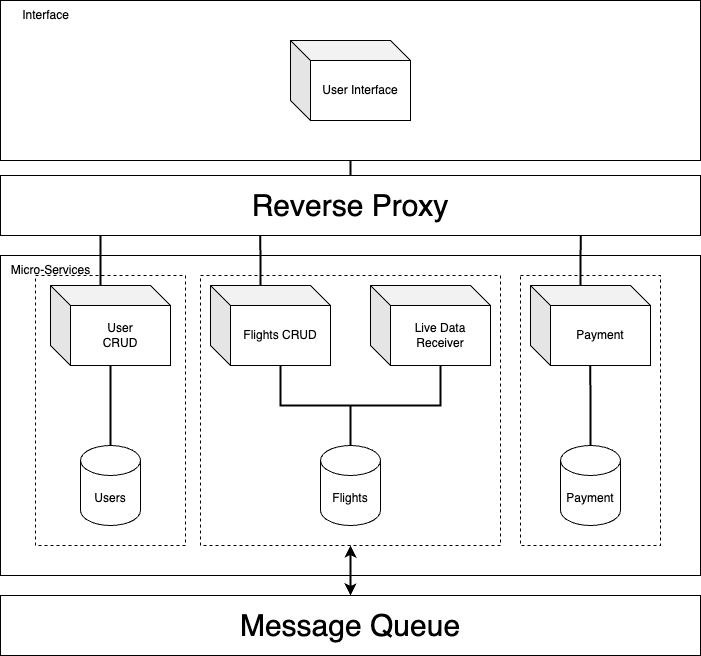 Interface
User Interface
Reverse Proxy
Micro-Services
User
CRUD
Flights CRUD
Live Data
Receiver
Payment
Users
Flights
Payment
Message Queue